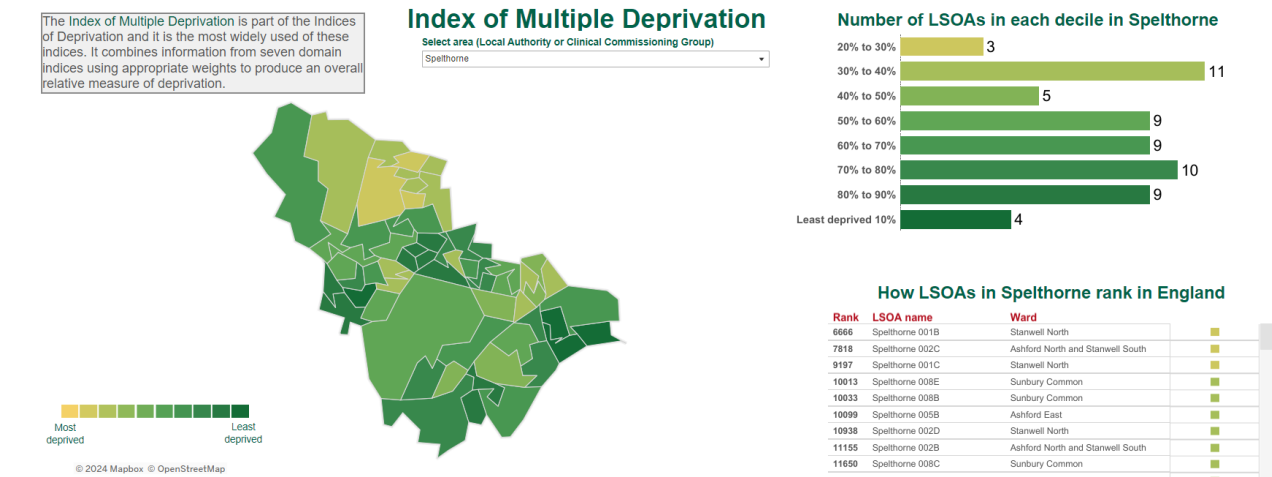 The Index of Multiple Deprivation is part of the Indices
of Deprivation and it is the most widely used of these
indices. It combines information from seven domain
indices using appropriate weights to produce an overall
relative measure of deprivation.
Index of Multiple Deprivation
Select area (Local Authority or Clinical Commissioning Group)
Spelthorne
Most
deprived
Least
deprived
© 2024 Mapbox © OpenStreetMap
Number of LSOAs in each decile in Spelthorne
20% to 30% 3
30% to 40% 11
40% to 50% 5
50% to 60% 9
60% to 70% 9
70% to 80% 10
80% to 90% 9
Least deprived 10% 4
How LSOAs in Spelthorne rank in England
Rank LSOA name Ward
6666 Spelthorne 001B Stanwell North
7818 Spelthorne 002C Ashford North and Stanwell South
9197 Spelthorne 001C Stanwell North
10013 Spelthorne 008E Sunbury Common
10033 Spelthorne 008B Sunbury Common
10099 Spelthorne 005B Ashford East
10938 Spelthorne 002D Stanwell North
11155 Spelthorne 002B Ashford North and Stanwell South
11650 Spelthorne 008C Sunbury Common